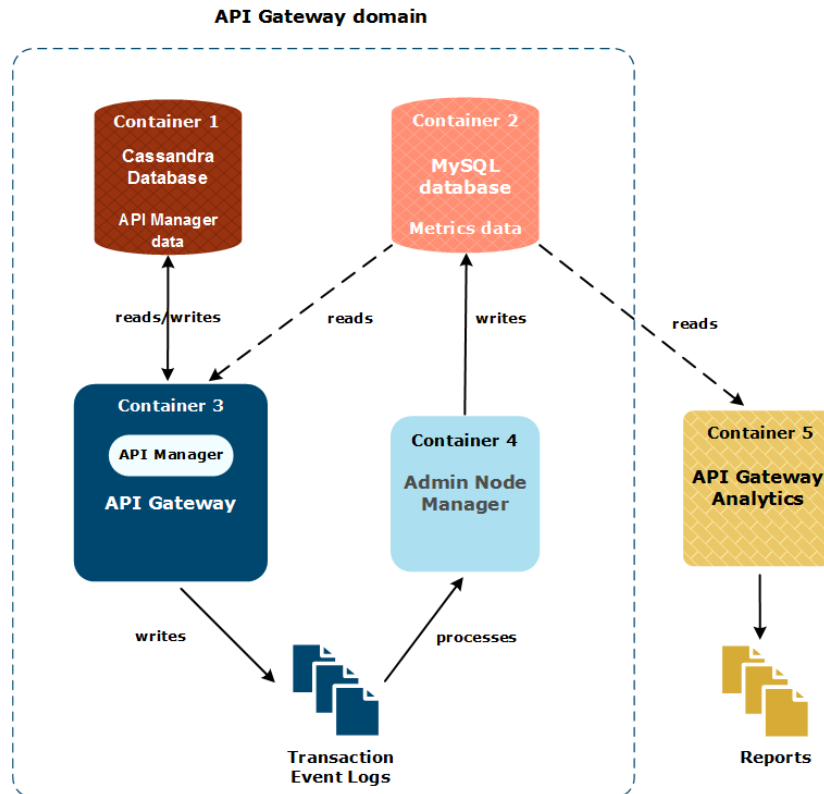 API Gateway domain
Container 1
Cassandra
Database
API Manager
data
Container 2
MySQL
database
Metrics data
reads/writes
reads
writes
reads
Container 3
API Manager
API Gateway
Container 4
Admin Node
Manager
Container 5
API Gateway
Analytics
writes
processes
Transaction
Event Logs
Reports